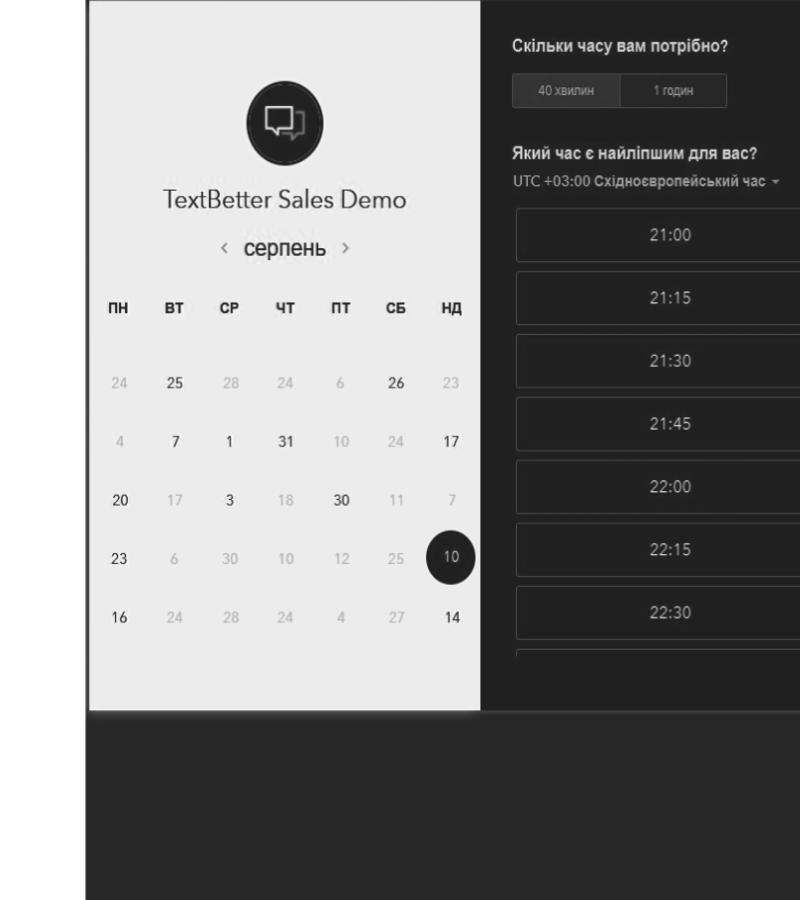 TextBetter Sales Demo
серпень
ПН ВТ СР ЧТ ПТ СБ НД
24 25 28 24 6 26 23
4 7 1 31 10 24 17
20 17 3 18 30 11 7
23 6 30 10 12 25 10
16 24 28 24 4 27 14
Скільки часу вам потрібно?
40 хвилин 1 годин
Який час є найліпшим для вас?
UTC +03:00 Східноєвропейський час
21:00
21:15
21:30
21:45
22:00
22:15
22:30